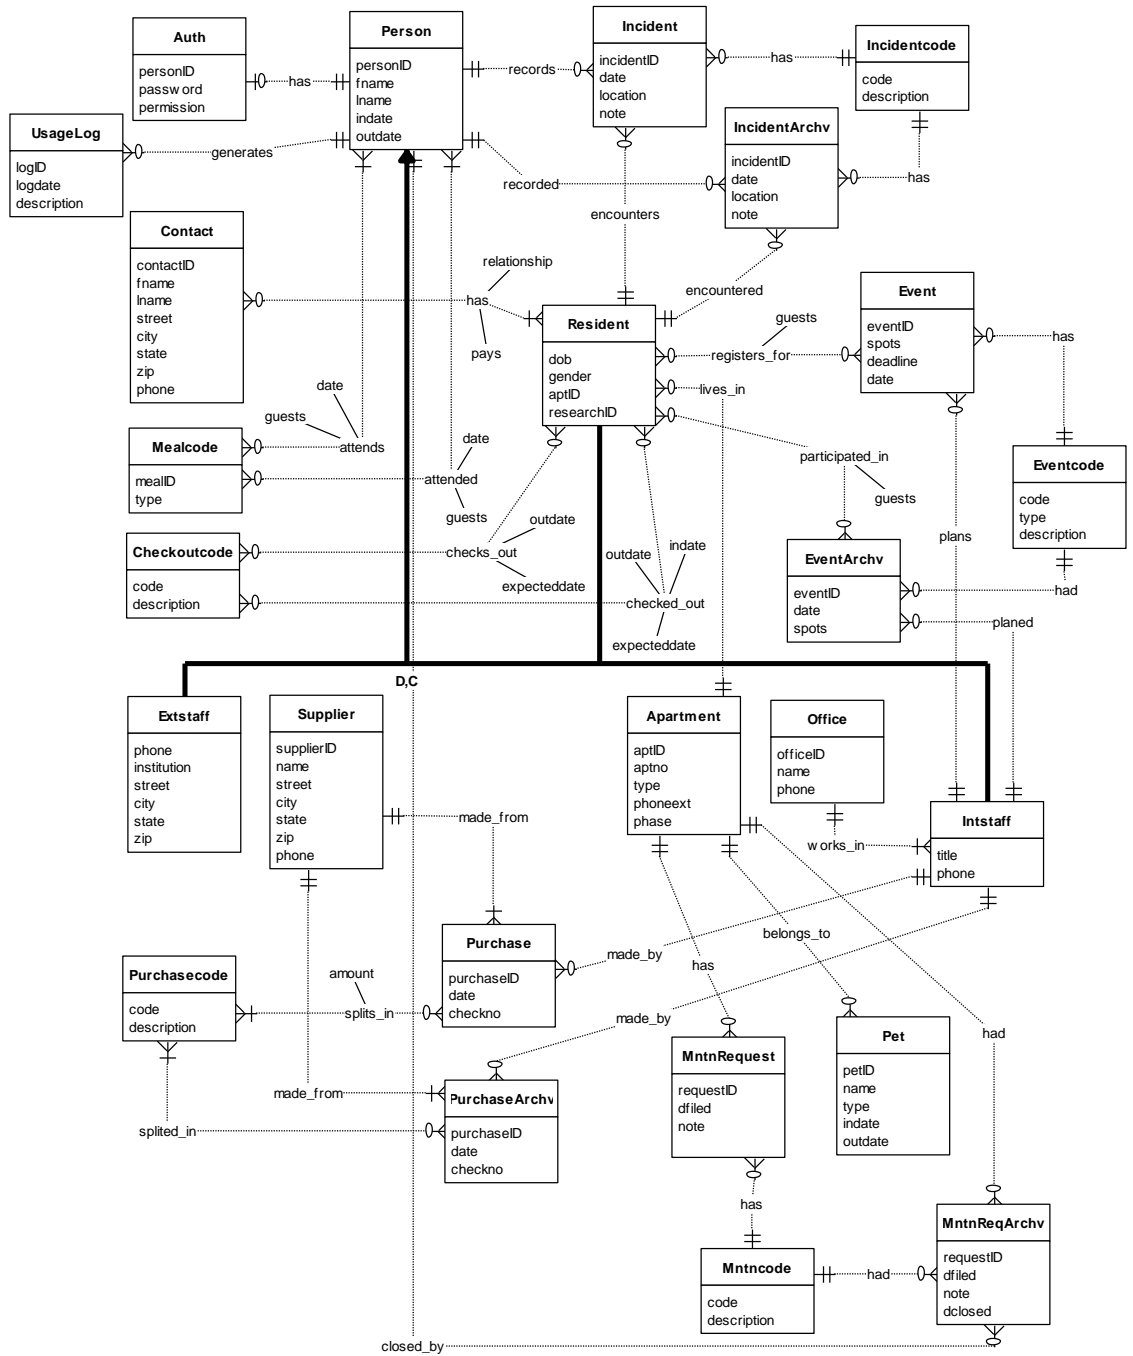 Auth
personID
password
permission
has
Person
personID
fname
lname
indate
outdate
records
Incident
incidentID
date
location
note
has
Incidentcode
code
description
UsageLog
logID
logdate
description
generates
recorded
IncidentArchv
incidentID
date
location
note
has
encounters
encountered
Contact
contactID
fname
lname
street
city
state
zip
phone
relationship
has
pays
Resident
dob
gender
aptID
researchID
guests
registers_for
lives_in
Event
eventID
spots
deadline
date
has
date
guests
attends
Mealcode
mealID
type
date
attended
guests
participated_in
guests
Eventcode
code
type
description
Checkoutcode
code
description
outdate
checks_out
expecteddate
outdate
indate
checked_out
expecteddate
plans
EventArchv
eventID
date
spots
had
planed
D,C
Extstaff
phone
institution
street
city
state
zip
Supplier
supplierID
name
street
city
state
zip
phone
made_from
Apartment
aptID
aptno
type
phoneext
phase
Office
officeID
name
phone
works_in
Intstaff
title
phone
Purchasecode
code
description
amount
splits_in
Purchase
purchaseID
date
checkno
made_by
has
belongs_to
made_by
had
made_from
splited_in
PurchaseArchv
purchaseID
date
checkno
MntnRequest
requestID
dfiled
note
Pet
petID
name
type
indate
outdate
has
Mntncode
code
description
had
MntnReqArchv
requestID
dfiled
note
dclosed
closed_by